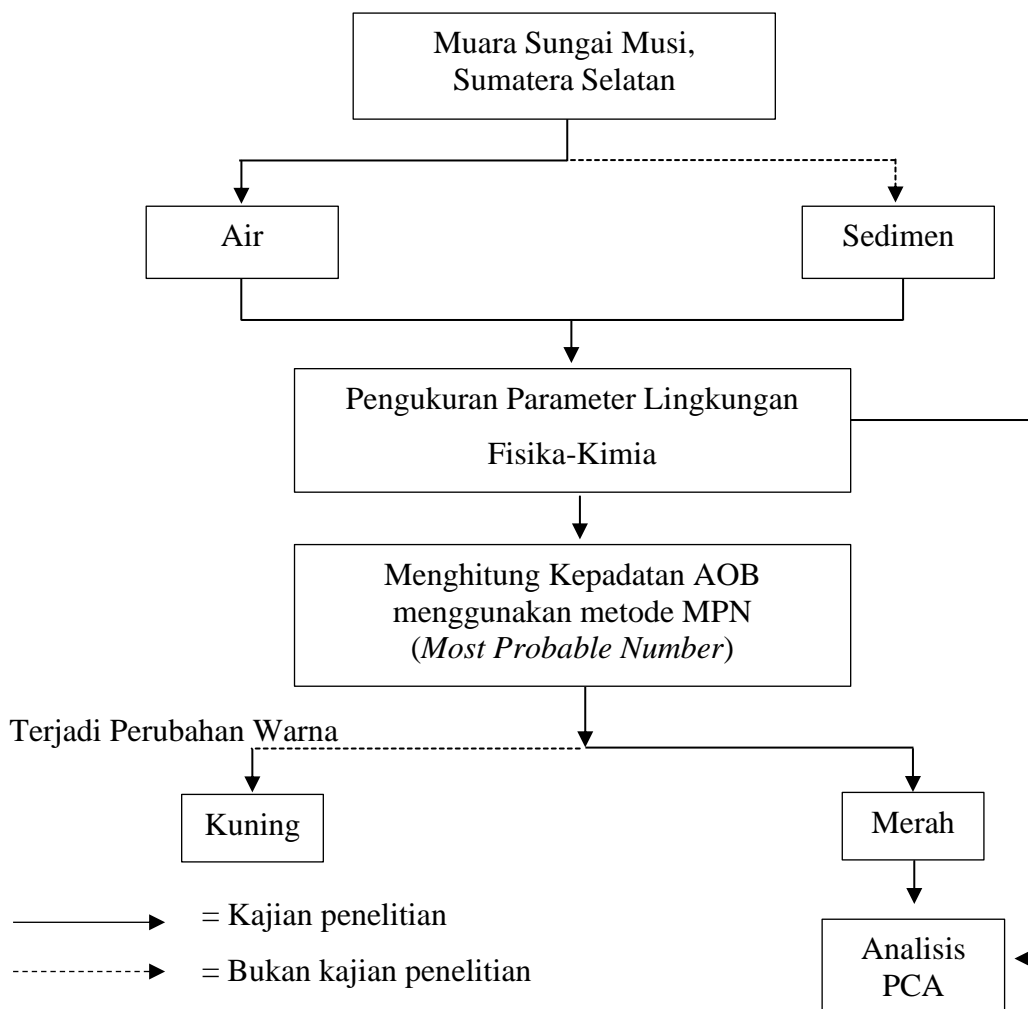 Muara Sungai Musi,
Sumatera Selatan
Air
Sedimen
Pengukuran Parameter Lingkungan
Fisika-Kimia
Menghitung Kepadatan AOB
menggunakan metode MPN
(Most Probable Number)
Terjadi Perubahan Warna
Kuning
Merah
= Kajian penelitian
= Bukan kajian penelitian
Analisis
PCA